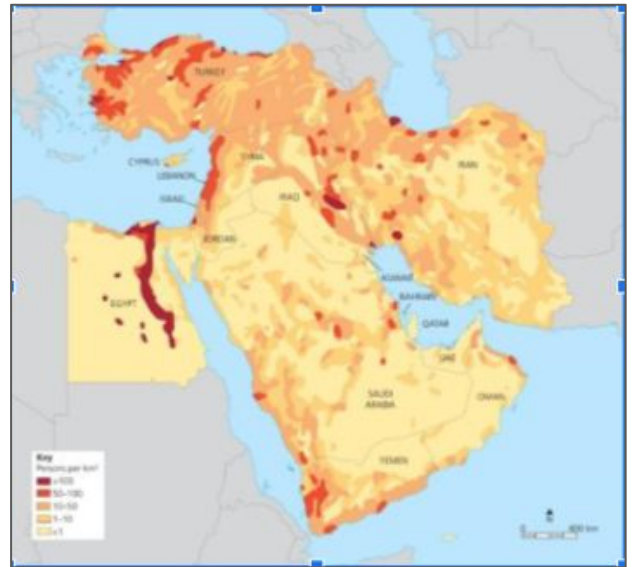 TURKEY
CYPRUS
SYRIA
LEBANON
IRAN
ISRAEL
IRAQ
JORDAN
KUWAIT
BAHRAIN
EGYPT
QATAR
UAE
SAUDI
ARABIA
OMAN
YEMEN
Key
Persons per km²
>100
50–100
10–50
1–10
<1
N
0
400 km